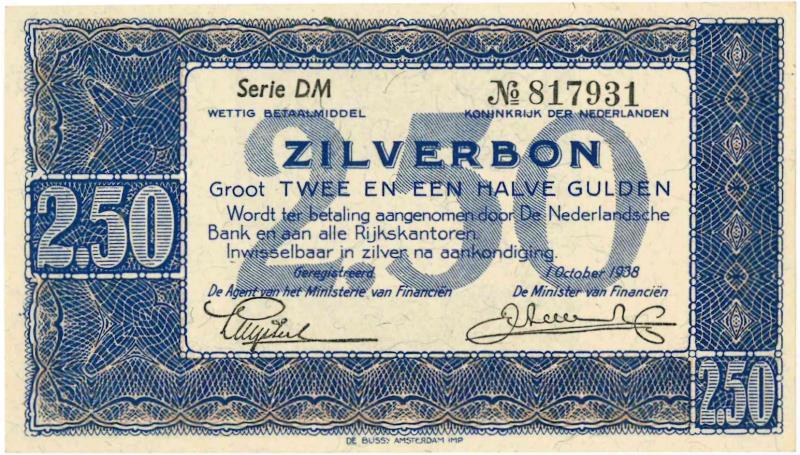 Serie DM № 817931
WETTIG BETAALMIDDEL KONINKRIJK DER NEDERLANDEN
2.50
ZILVERBON
Groot TWEE EN EEN HALVE GULDEN
Wordt ter betaling aangenomen door De Nederlandsche
Bank en aan alle Rijkskantoren.
Inwisselbaar in zilver na aankondiging.
Geregistreerd 1 October 1938
De Agent van het Ministerie van Financiën De Minister van Financiën
2.50
2.50
DE BUSSY AMSTERDAM IMP